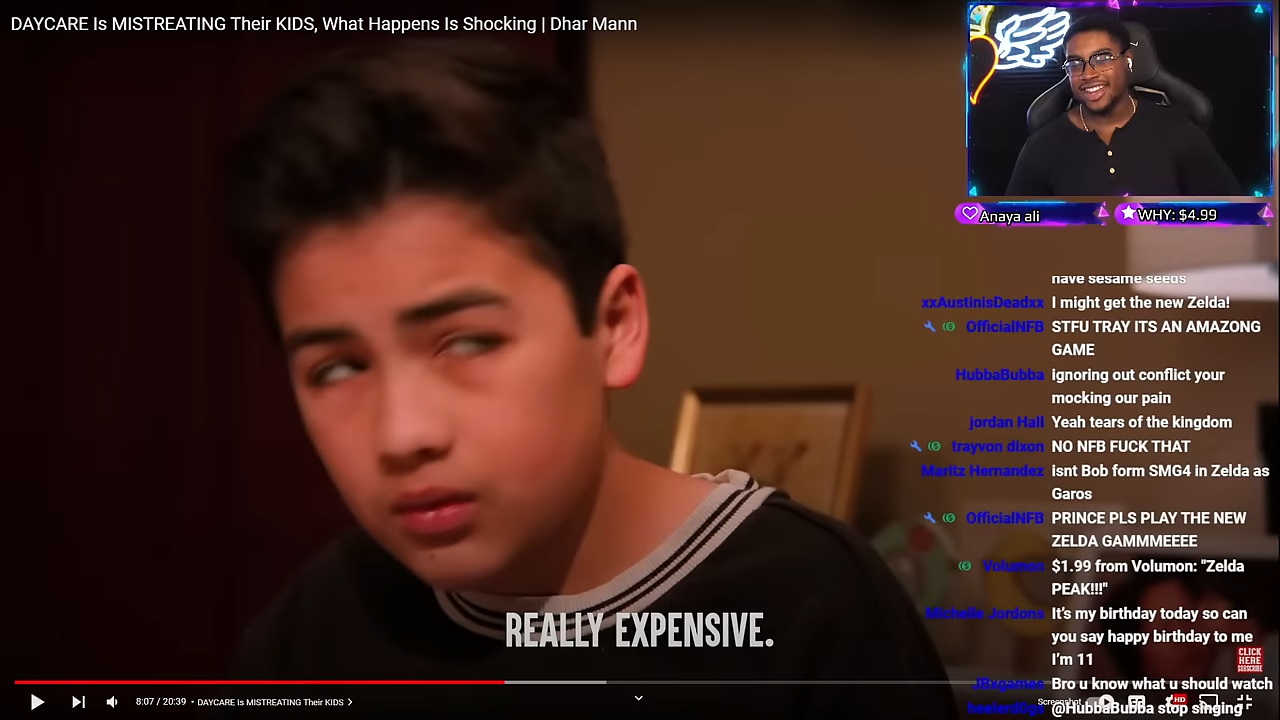 DAYCARE Is MISTREATING Their KIDS, What Happens Is Shocking | Dhar Mann
Anaya ali
WHY: $4.99
have sesame seeds
xxAustinisDeadxx I might get the new Zelda!
OfficialNFB STFU TRAY ITS AN AMAZONG
GAME
HubbaBubba ignoring out conflict your
mocking our pain
jordan Hall Yeah tears of the kingdom
trayvon dixon NO NFB FUCK THAT
Maritz Hernandez isnt Bob form SMG4 in Zelda as
Garos
OfficialNFB PRINCE PLS PLAY THE NEW
ZELDA GAMMMEEEE
Volumon $1.99 from Volumon: "Zelda
PEAK!!!"
Michelle Jordons It's my birthday today so can
you say happy birthday to me
I'm 11
Bro u know what u should watch
@HubbaBubba stop singing
REALLY EXPENSIVE.
CLICK
HERE
SUBSCRIBE
8:07 / 20:39 • DAYCARE Is MISTREATING Their KIDS
HD